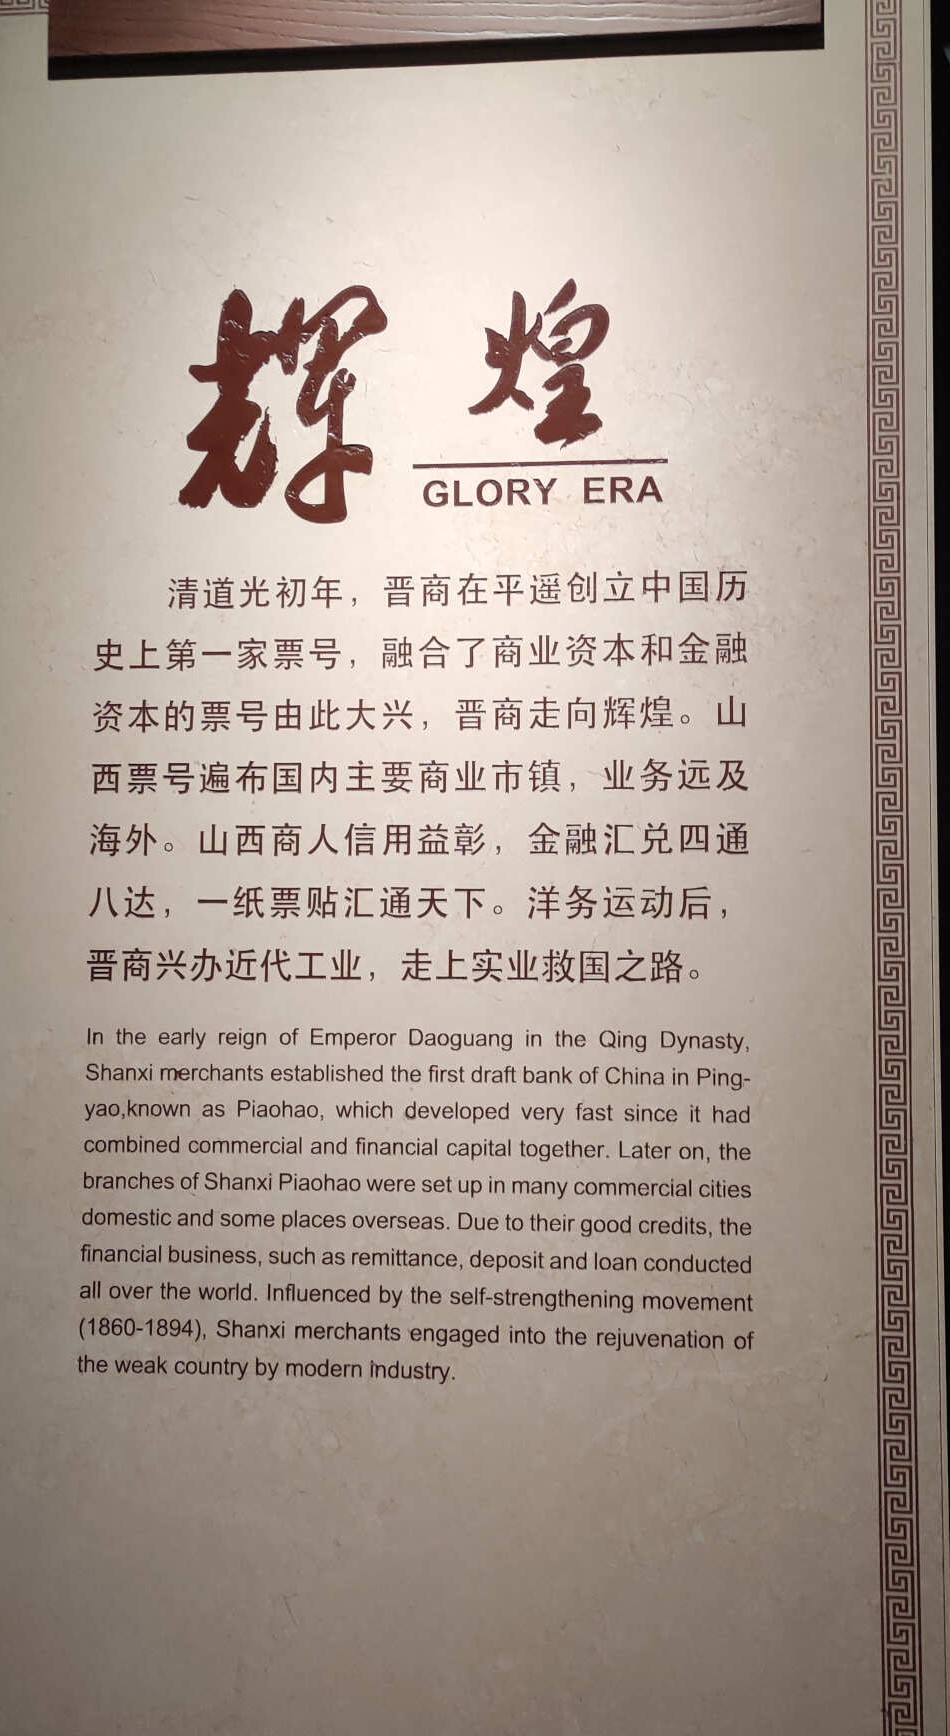 辉煌
GLORY ERA
清道光初年，晋商在平遥创立中国历
史上第一家票号，融合了商业资本和金融
资本的票号由此大兴，晋商走向辉煌。山
西票号遍布国内主要商业市镇，业务远及
海外。山西商人信用益彰，金融汇兑四通
八达，一纸票贴汇通天下。洋务运动后，
晋商兴办近代工业，走上实业救国之路。
In the early reign of Emperor Daoguang in the Qing Dynasty,
Shanxi merchants established the first draft bank of China in Ping-
yao,known as Piaohao, which developed very fast since it had
combined commercial and financial capital together. Later on, the
branches of Shanxi Piaohao were set up in many commercial cities
domestic and some places overseas. Due to their good credits, the
financial business, such as remittance, deposit and loan conducted
all over the world. Influenced by the self-strengthening movement
(1860-1894), Shanxi merchants engaged into the rejuvenation of
the weak country by modern industry.